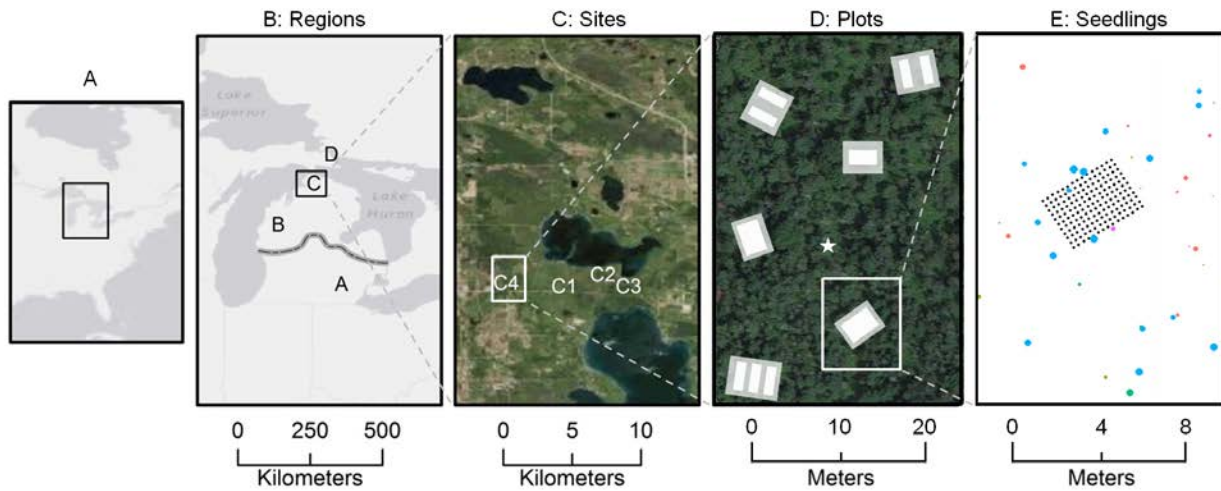 A
B: Regions
Lake
Superior
D
C
Lake
Huron
B
A
0 250 500
Kilometers
C: Sites
C4 C1 C2 C3
0 5 10
Kilometers
D: Plots
0 10 20
Meters
E: Seedlings
0 4 8
Meters